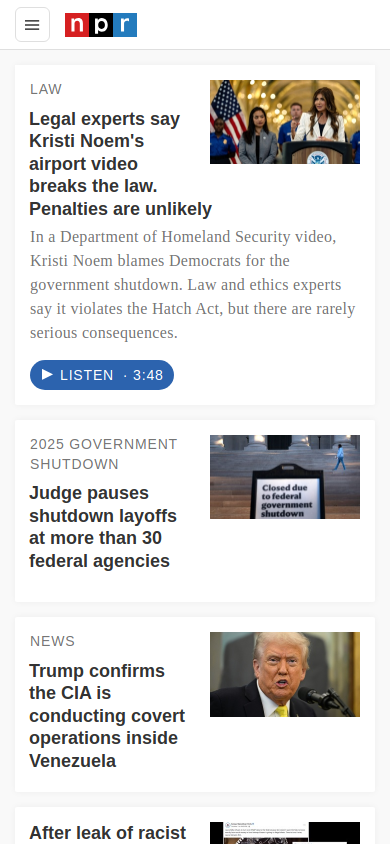 npr
LAW
Legal experts say
Kristi Noem's
airport video
breaks the law.
Penalties are unlikely
In a Department of Homeland Security video,
Kristi Noem blames Democrats for the
government shutdown. Law and ethics experts
say it violates the Hatch Act, but there are rarely
serious consequences.
LISTEN · 3:48
2025 GOVERNMENT
SHUTDOWN
Judge pauses
shutdown layoffs
at more than 30
federal agencies
Closed due
to federal
government
shutdown
NEWS
Trump confirms
the CIA is
conducting covert
operations inside
Venezuela
After leak of racist